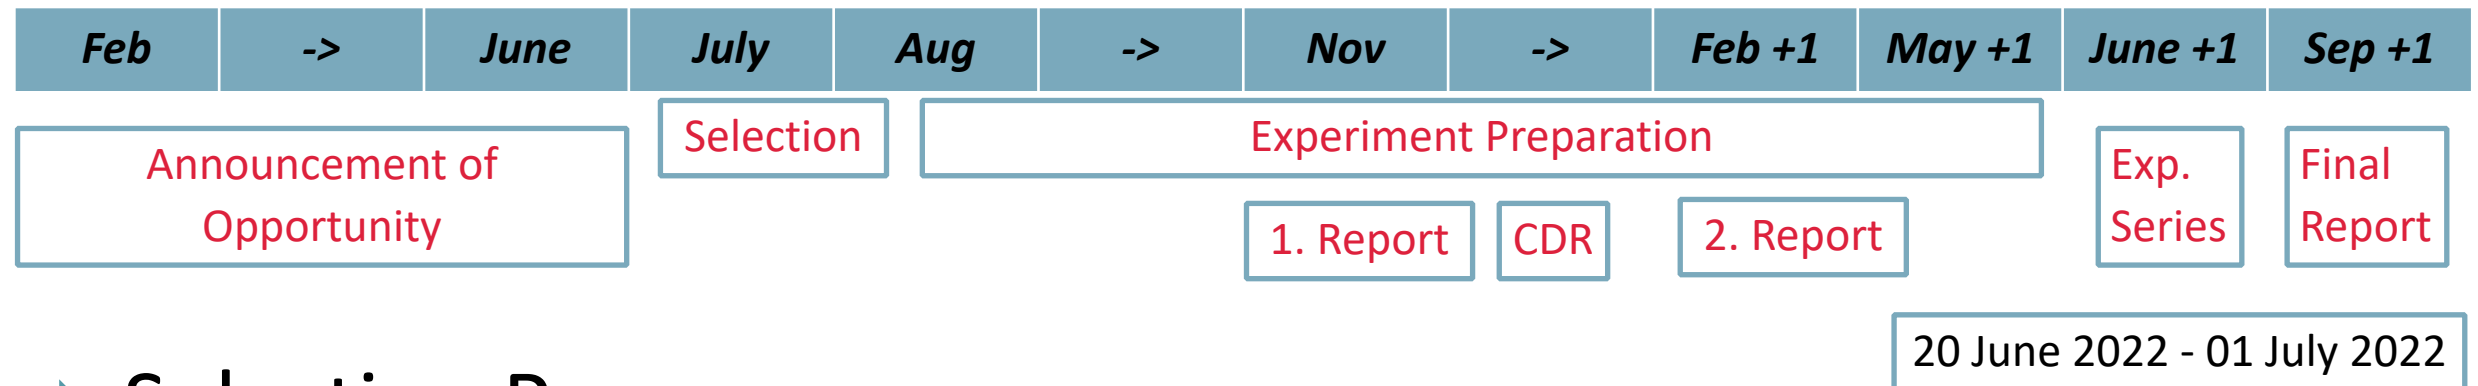 Feb -> June July Aug -> Nov -> Feb +1 May +1 June +1 Sep +1
Announcement of
Opportunity
Selection
Experiment Preparation
1. Report
CDR
2. Report
Exp.
Series
Final
Report
20 June 2022 - 01 July 2022